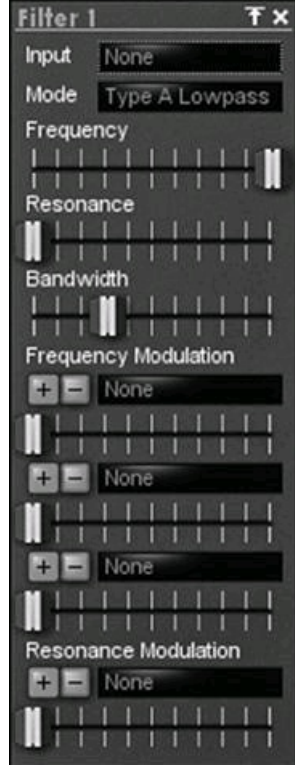 Filter 1
Input None
Mode Type A Lowpass
Frequency
Resonance
Bandwidth
Frequency Modulation
+ - None
+ - None
+ - None
Resonance Modulation
+ - None